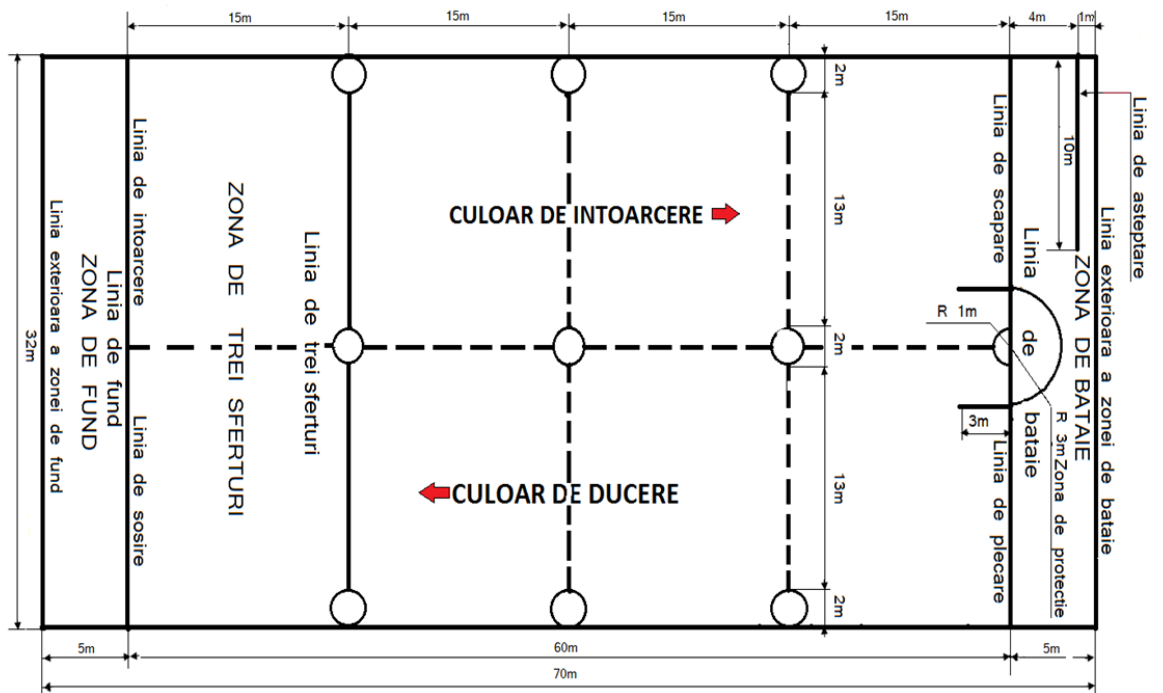 15m
15m
15m
15m
4m
1m
2m
13m
2m
13m
2m
10m
32m
Linia exterioara a zonei de fund
ZONA DE FUND
Linia de fund
Linia de intoarcere
Linia de sosire
ZONA DE TREI SFERTURI
Linia de trei sferturi
CULOAR DE INTOARCERE
CULOAR DE DUCERE
Linia de scapare
Linia de plecare
Linia de bataie
R 1m
3m
R 3m Zona de protectie
ZONA DE BATAIE
Linia exterioara a zonei de bataie
Linia de asteptare
5m
60m
5m
70m